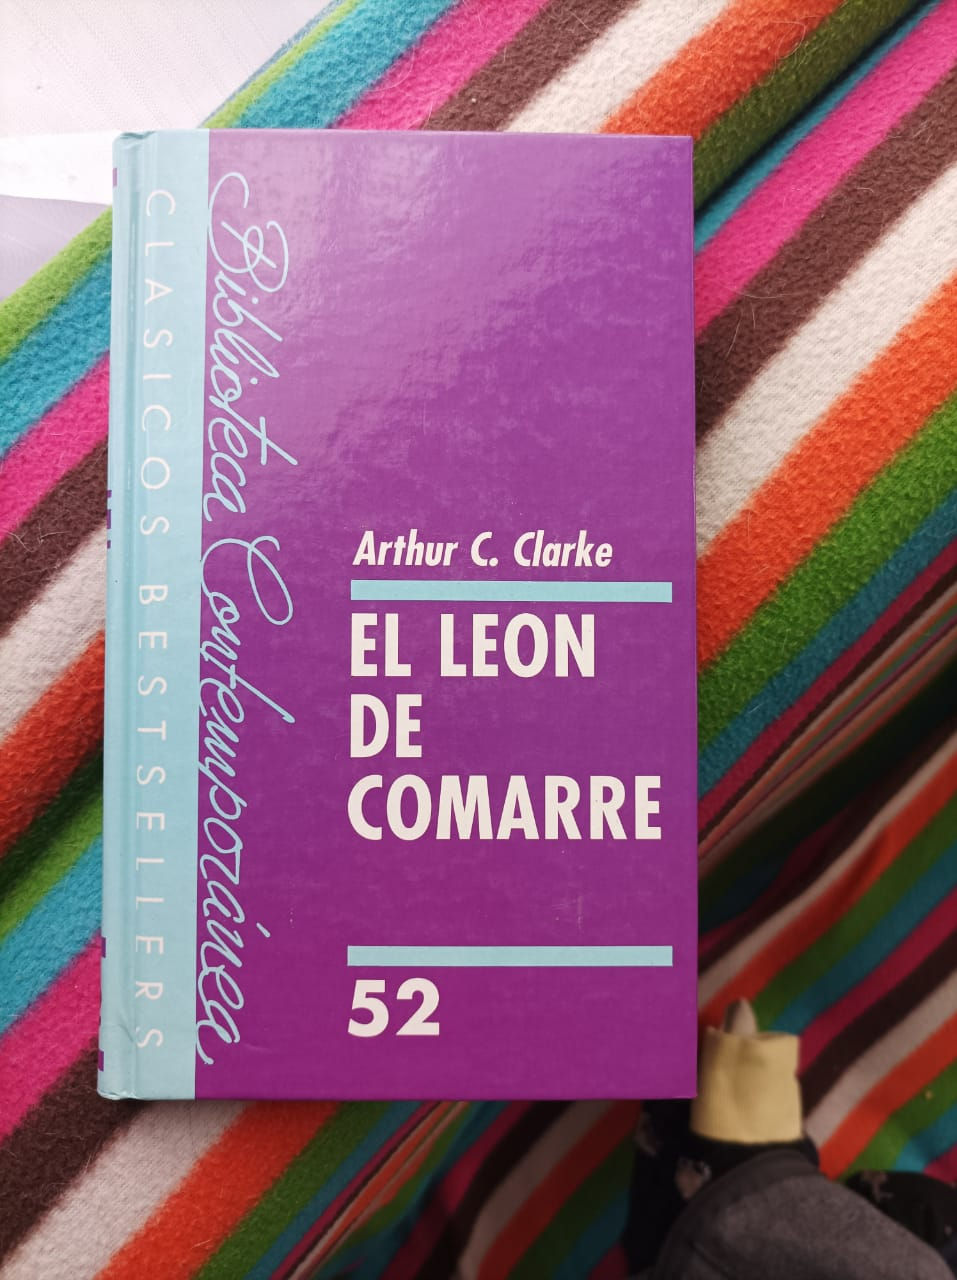 CLASICOS BESTSELLERS
Biblioteca Contemporánea
Arthur C. Clarke
EL LEON
DE
COMARRE
52